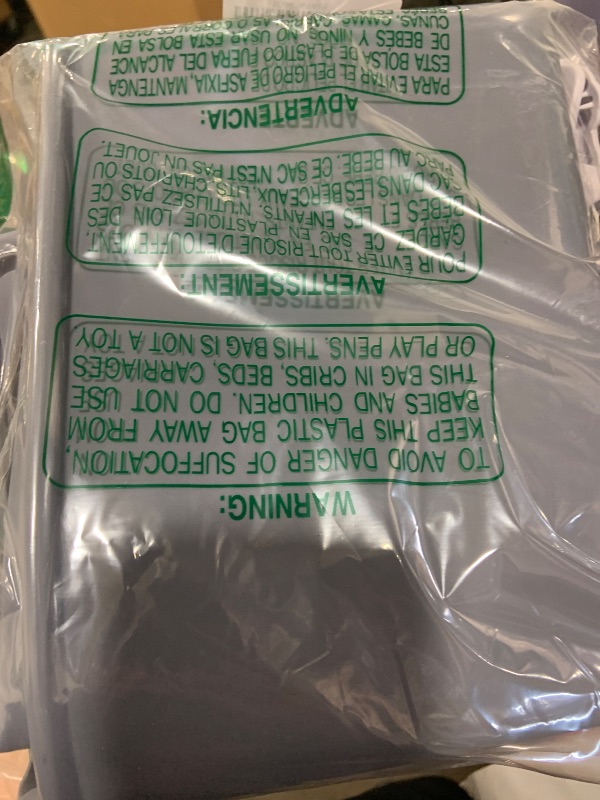 WARNING:
TO AVOID DANGER OF SUFFOCATION,
KEEP THIS PLASTIC BAG AWAY FROM
BABIES AND CHILDREN. DO NOT USE
THIS BAG IN CRIBS, BEDS, CARRIAGES
OR PLAY PENS. THIS BAG IS NOT A TOY
AVERTISSEMENT:
POUR ÉVITER TOUT RISQUE D'ÉTOUFFEMENT,
GARDEZ CE SAC EN PLASTIQUE LOIN DES
BÉBÉS ET LES ENFANTS. N'UTILISEZ PAS CE
SAC DANS LES BERCEAUX, LITS, CHARIOTS OU
PARC AU BÉBÉ. CE SAC N'EST PAS UN JOUET.
ADVERTENCIA:
PARA EVITAR EL PELIGRO DE ASFIXIA, MANTENGA
ESTA BOLSA DE PLASTICO FUERA DEL ALCANCE
DE BEBES Y NINOS. NO USAR ESTA BOLSA EN
CUNAS, CAMAS,